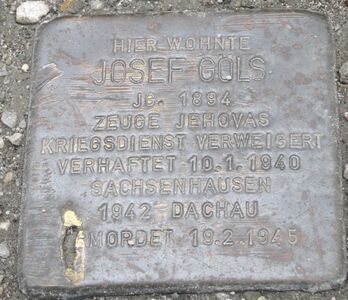 HIER WOHNTE
JOSEF GÖLS
JG. 1894
ZEUGE JEHOVAS
KRIEGSDIENST VERWEIGERT
VERHAFTET 10.1.1940
SACHSENHAUSEN
1942 DACHAU
MORDET 19.2.1945